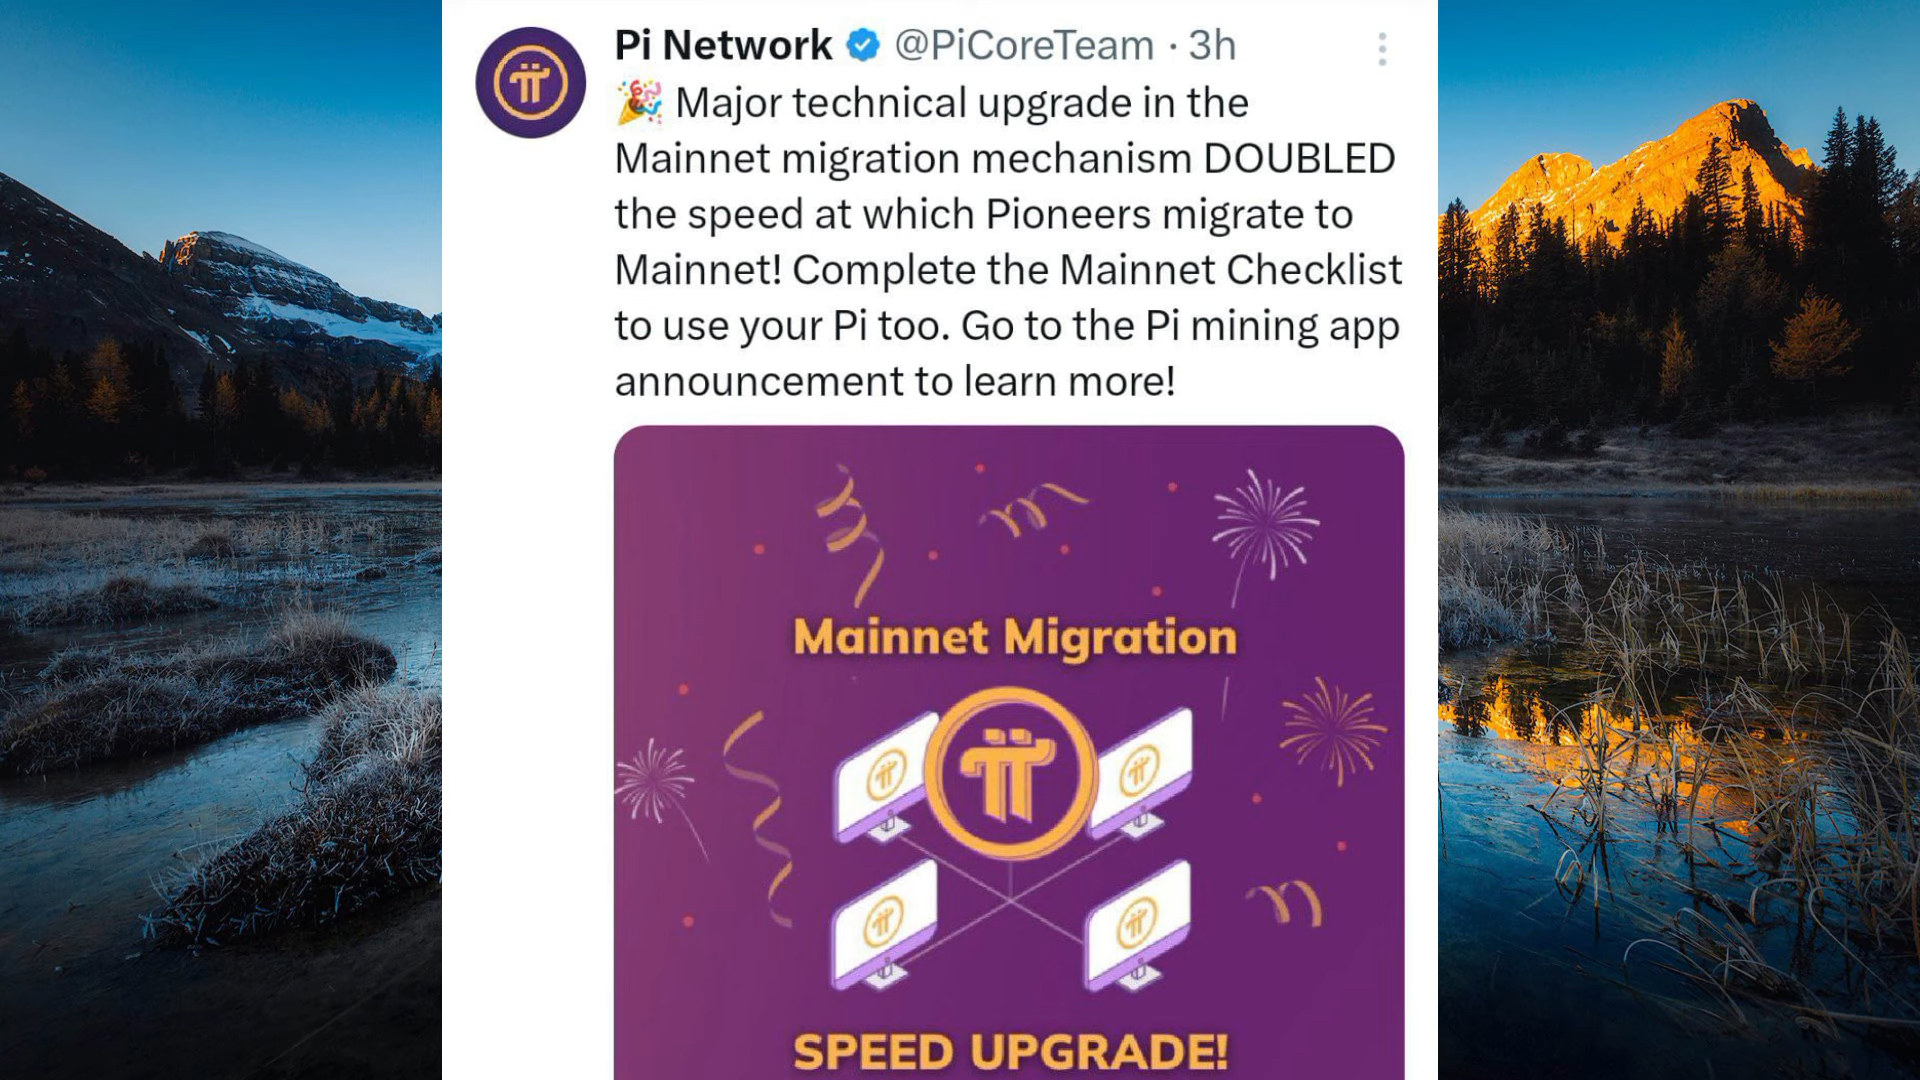 Pi Network @PiCoreTeam · 3h
🎉 Major technical upgrade in the
Mainnet migration mechanism DOUBLED
the speed at which Pioneers migrate to
Mainnet! Complete the Mainnet Checklist
to use your Pi too. Go to the Pi mining app
announcement to learn more!
Mainnet Migration
SPEED UPGRADE!